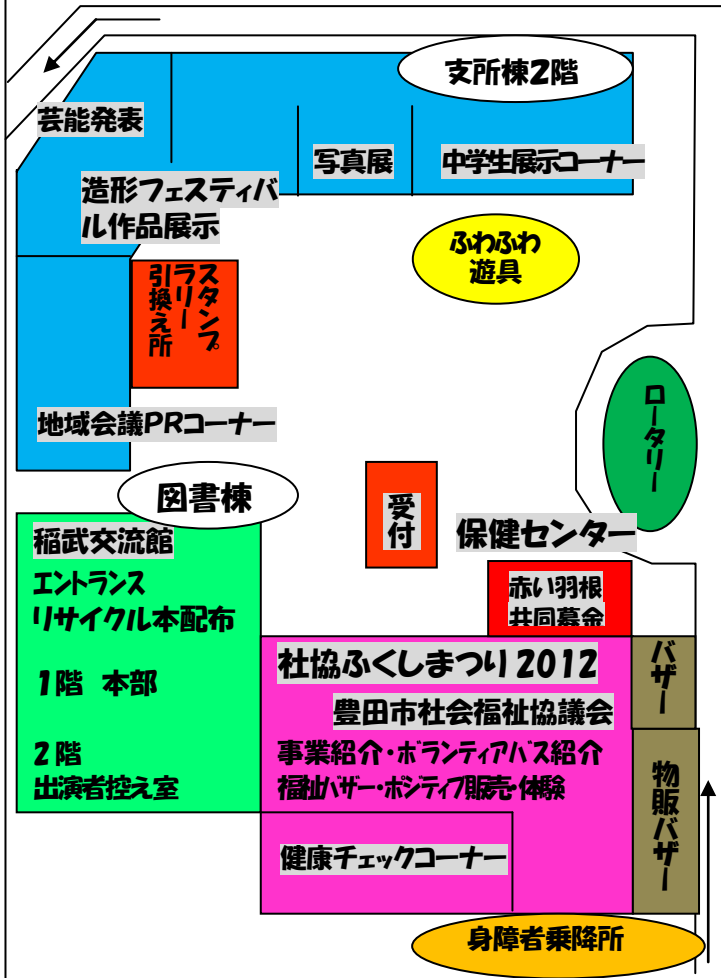 支所棟2階
芸能発表
写真展
中学生展示コーナー
造形フェスティバ
ル作品展示
ふわふわ
遊具
スタンプ
ラリー
引換え所
ロータリー
地域会議PRコーナー
図書棟
受付
保健センター
稲武交流館
エントランス
リサイクル本配布
1階 本部
2階
出演者控え室
赤い羽根
共同募金
社協ふくしまつり2012
豊田市社会福祉協議会
事業紹介・ボランティアバス紹介
福祉バザー・ポジティブ販売・体験
バザー
物販バザー
健康チェックコーナー
身障者乗降所